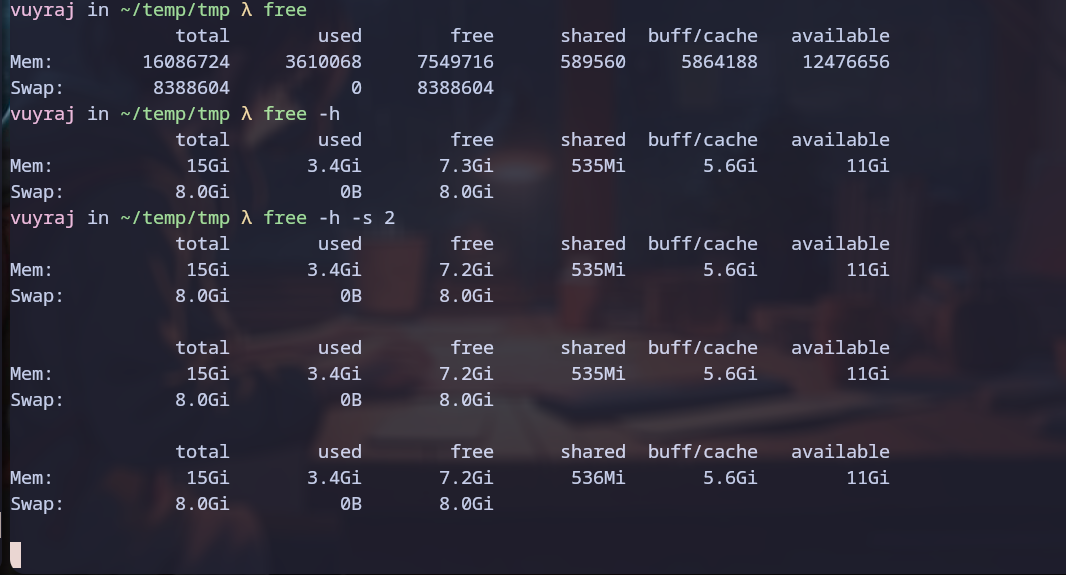 vuyraj in ~/temp/tmp λ free
total used free shared buff/cache available
Mem: 16086724 3610068 7549716 589560 5864188 12476656
Swap: 8388604 0 8388604
vuyraj in ~/temp/tmp λ free -h
total used free shared buff/cache available
Mem: 15Gi 3.4Gi 7.3Gi 535Mi 5.6Gi 11Gi
Swap: 8.0Gi 0B 8.0Gi
vuyraj in ~/temp/tmp λ free -h -s 2
total used free shared buff/cache available
Mem: 15Gi 3.4Gi 7.2Gi 535Mi 5.6Gi 11Gi
Swap: 8.0Gi 0B 8.0Gi
total used free shared buff/cache available
Mem: 15Gi 3.4Gi 7.2Gi 535Mi 5.6Gi 11Gi
Swap: 8.0Gi 0B 8.0Gi
total used free shared buff/cache available
Mem: 15Gi 3.4Gi 7.2Gi 536Mi 5.6Gi 11Gi
Swap: 8.0Gi 0B 8.0Gi